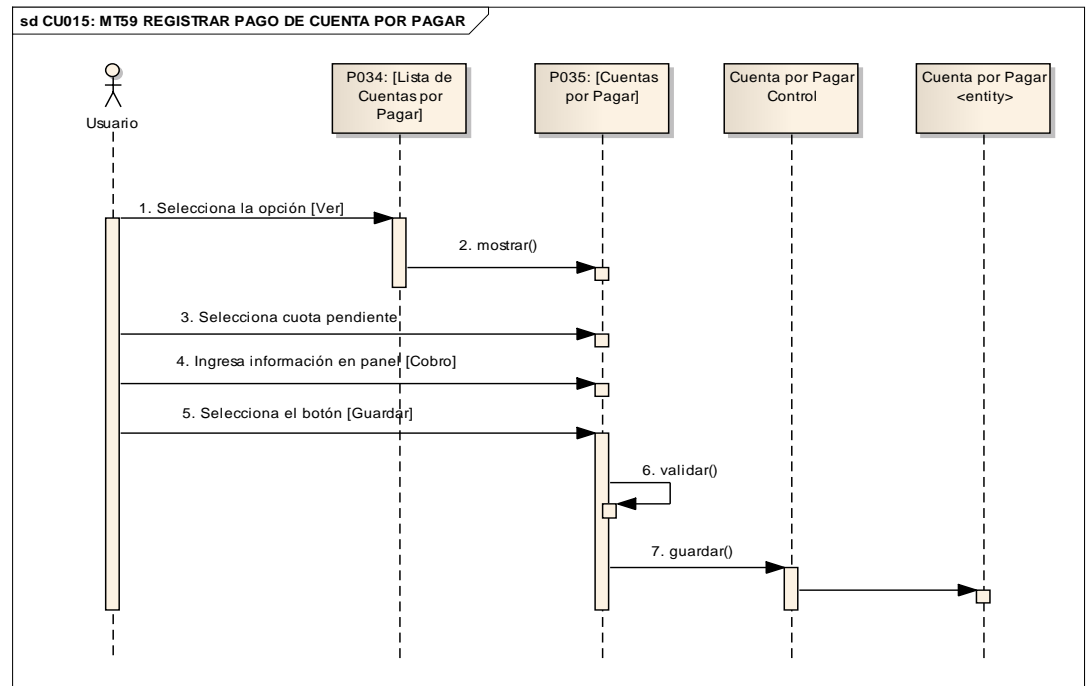 sd CU015: MT59 REGISTRAR PAGO DE CUENTA POR PAGAR
Usuario
P034: [Lista de
Cuentas por
Pagar]
P035: [Cuentas
por Pagar]
Cuenta por Pagar
Control
Cuenta por Pagar
<entity>
1. Selecciona la opción [Ver]
2. mostrar()
3. Selecciona cuota pendiente
4. Ingresa información en panel [Cobro]
5. Selecciona el botón [Guardar]
6. validar()
7. guardar()